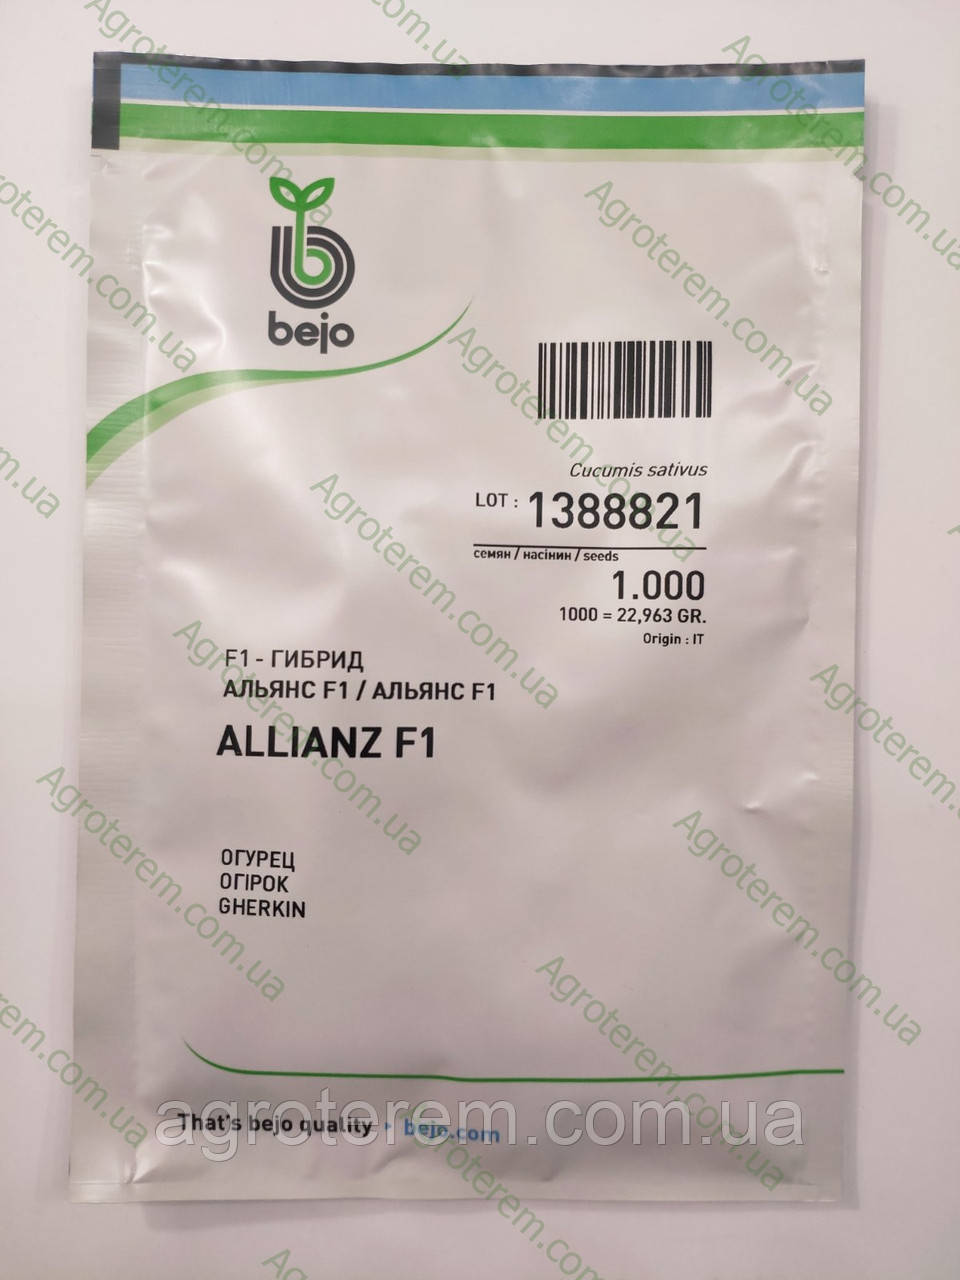 bejo
Cucumis sativus
LOT : 1388821
семян / насінин / seeds
1.000
1000 = 22,963 GR.
Origin : IT
F1 - ГИБРИД
АЛЬЯНС F1 / АЛЬЯНС F1
ALLIANZ F1
ОГУРЕЦ
ОГІРОК
GHERKIN
That's bejo quality bejo.com
agroterem.com.ua
Agroterem.com.ua